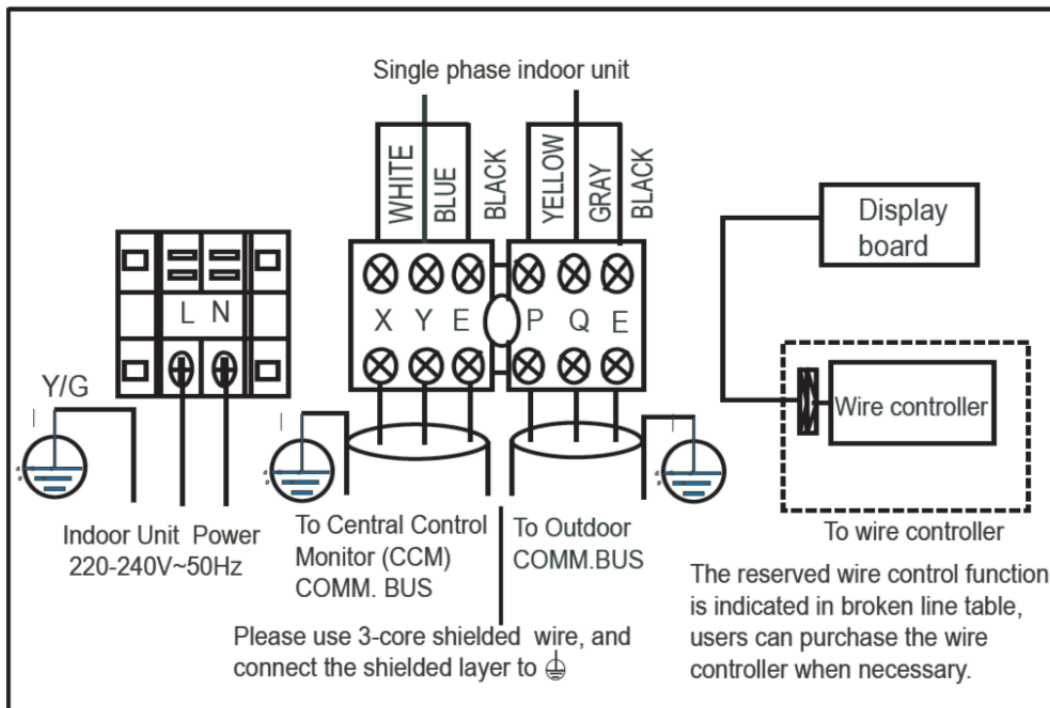 Single phase indoor unit
WHITE
BLUE
BLACK
YELLOW
GRAY
BLACK
Display
board
L N
X Y E P Q E
Y/G
Wire controller
Indoor Unit Power
220-240V~50Hz
To Central Control
Monitor (CCM)
COMM. BUS
To Outdoor
COMM.BUS
To wire controller
The reserved wire control function
is indicated in broken line table,
users can purchase the wire
controller when necessary.
Please use 3-core shielded wire, and
connect the shielded layer to ⏚